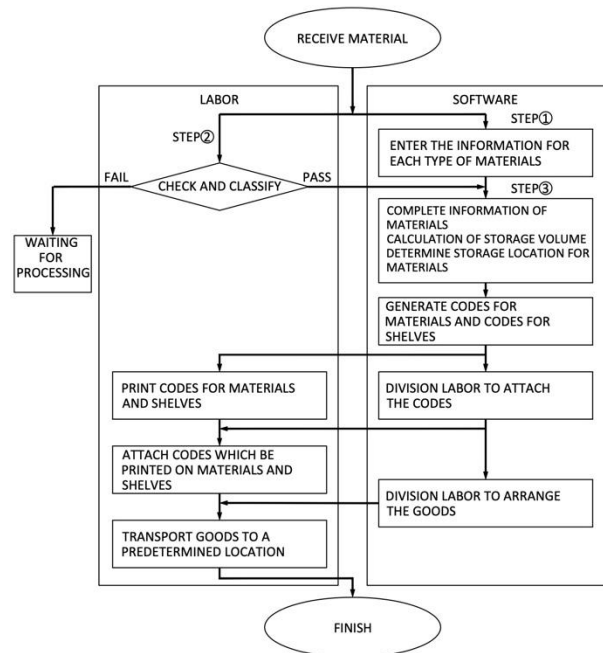 RECEIVE MATERIAL
LABOR
SOFTWARE
STEP①
STEP②
ENTER THE INFORMATION FOR
EACH TYPE OF MATERIALS
FAIL
CHECK AND CLASSIFY
PASS
STEP③
COMPLETE INFORMATION OF
MATERIALS
CALCULATION OF STORAGE VOLUME
DETERMINE STORAGE LOCATION FOR
MATERIALS
WAITING
FOR
PROCESSING
GENERATE CODES FOR
MATERIALS AND CODES FOR
SHELVES
PRINT CODES FOR MATERIALS
AND SHELVES
DIVISION LABOR TO ATTACH
THE CODES
ATTACH CODES WHICH BE
PRINTED ON MATERIALS AND
SHELVES
DIVISION LABOR TO ARRANGE
THE GOODS
TRANSPORT GOODS TO A
PREDETERMINED LOCATION
FINISH